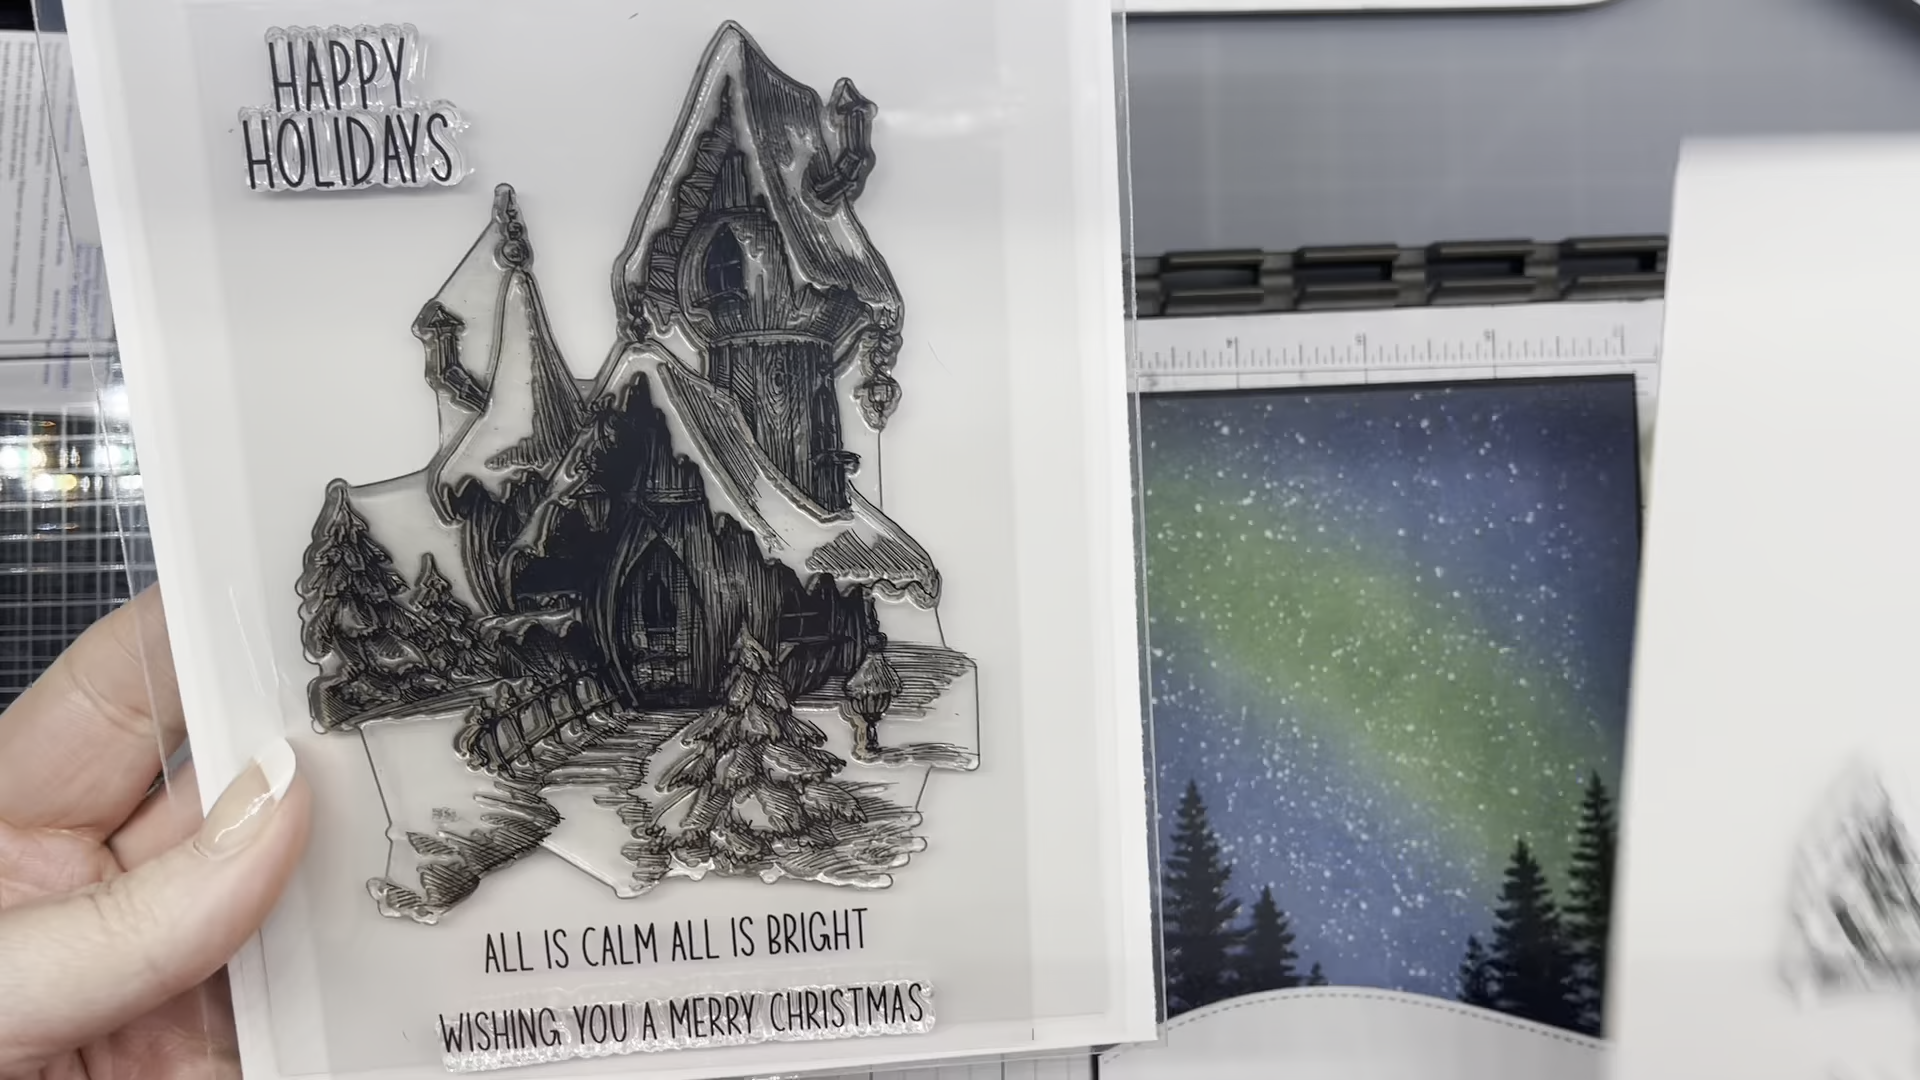 HAPPY
HOLIDAYS
ALL IS CALM ALL IS BRIGHT
WISHING YOU A MERRY CHRISTMAS